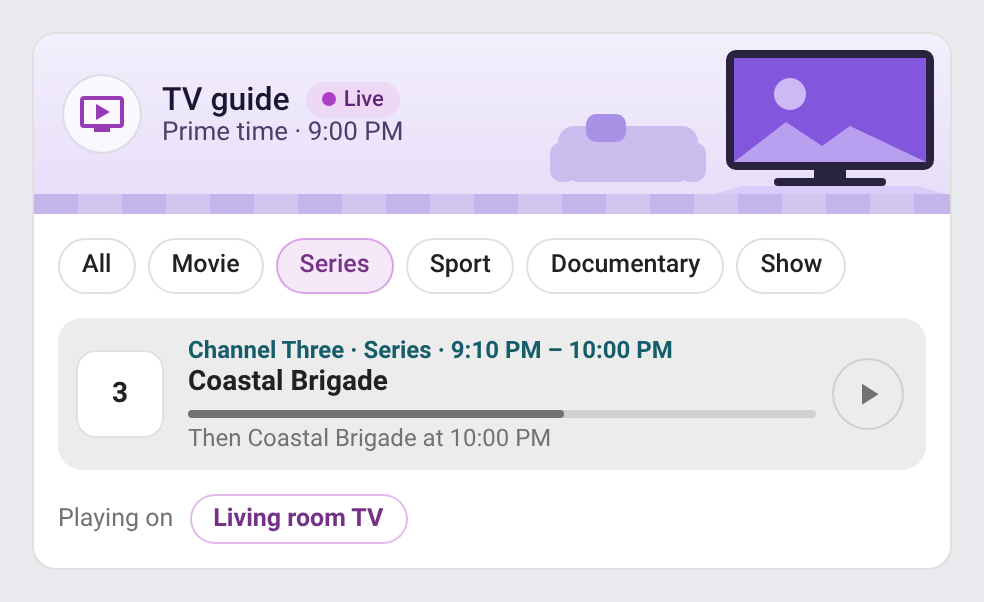 TV guide
Live
Prime time · 9:00 PM
All
Movie
Series
Sport
Documentary
Show
3
Channel Three · Series · 9:10 PM – 10:00 PM
Coastal Brigade
Then Coastal Brigade at 10:00 PM
Playing on
Living room TV